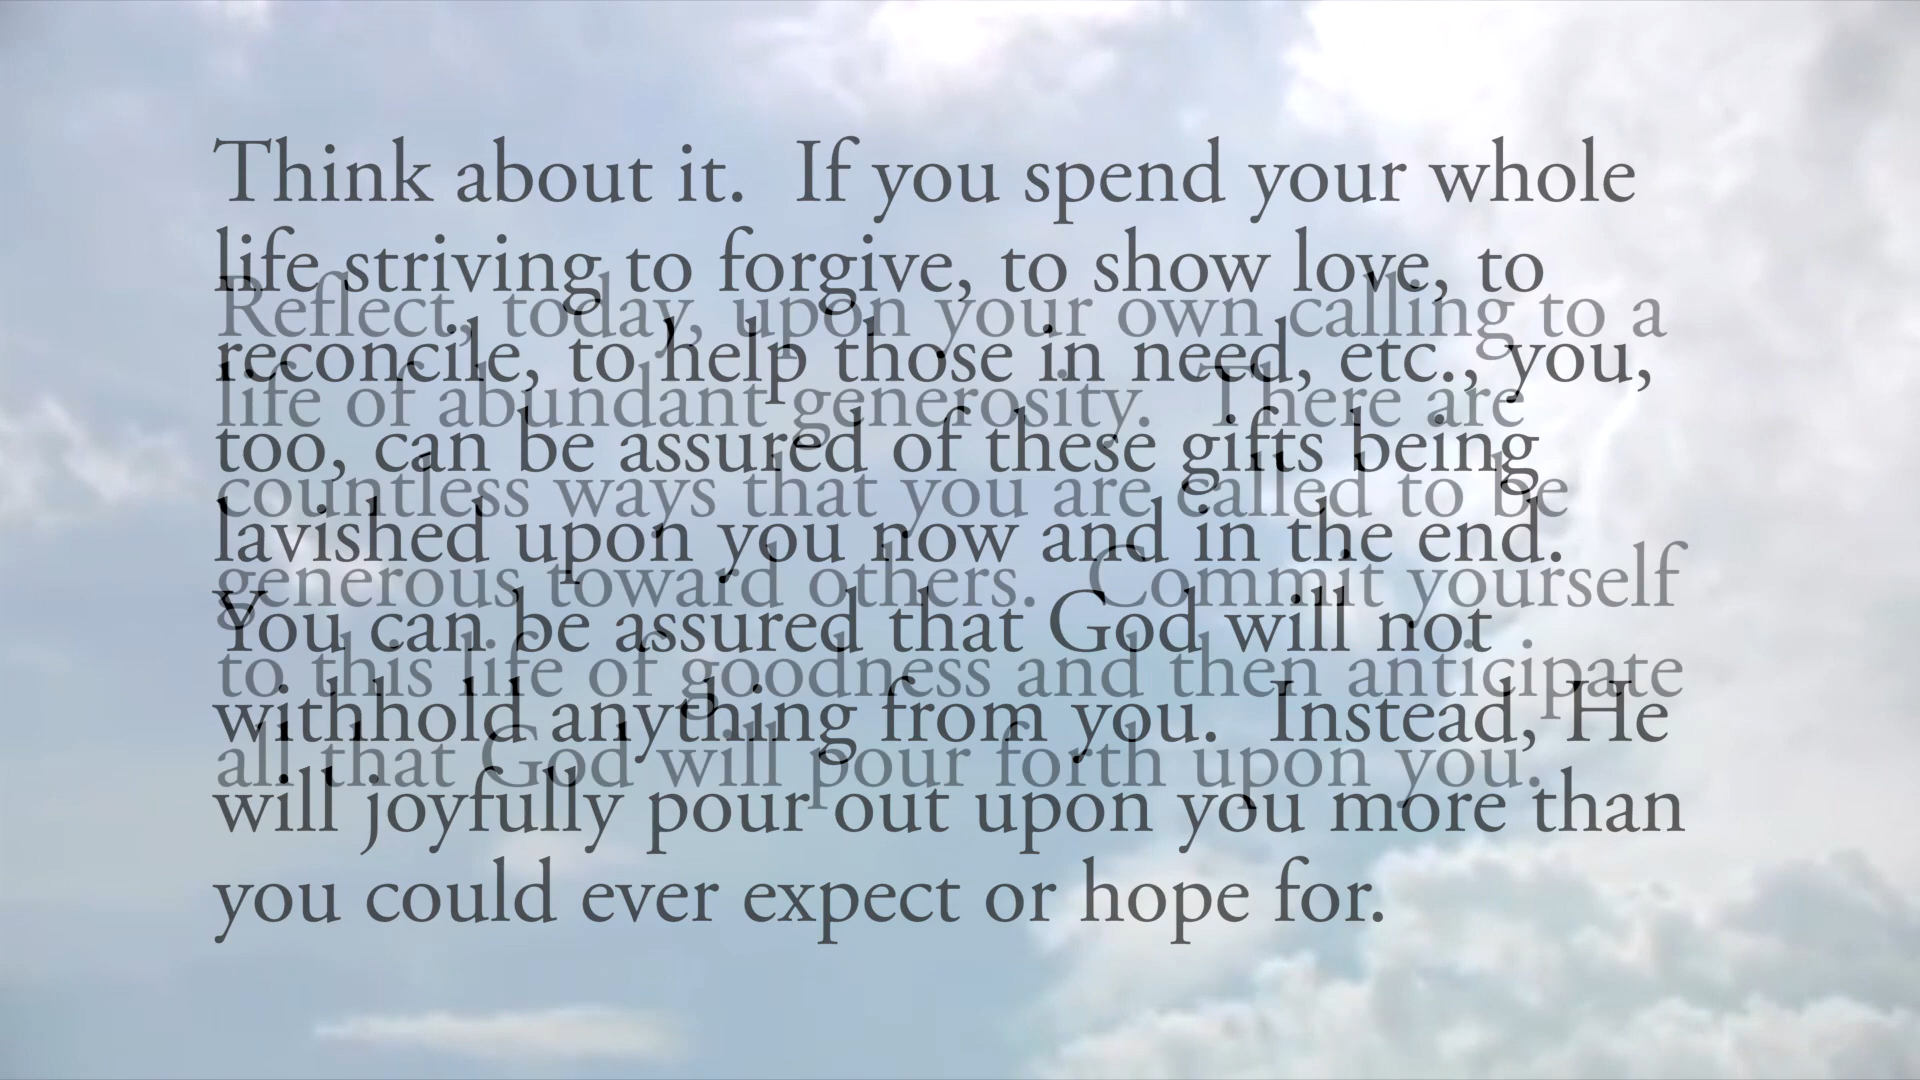 Think about it.  If you spend your whole
life striving to forgive, to show love, to
reconcile, to help those in need, etc., you,
too, can be assured of these gifts being
lavished upon you now and in the end.
You can be assured that God will not
withhold anything from you.  Instead, He
will joyfully pour out upon you more than
you could ever expect or hope for.
Reflect, today, upon your own calling to a
life of abundant generosity.  There are
countless ways that you are called to be
generous toward others.  Commit yourself
to this life of goodness and then anticipate
all that God will pour forth upon you.